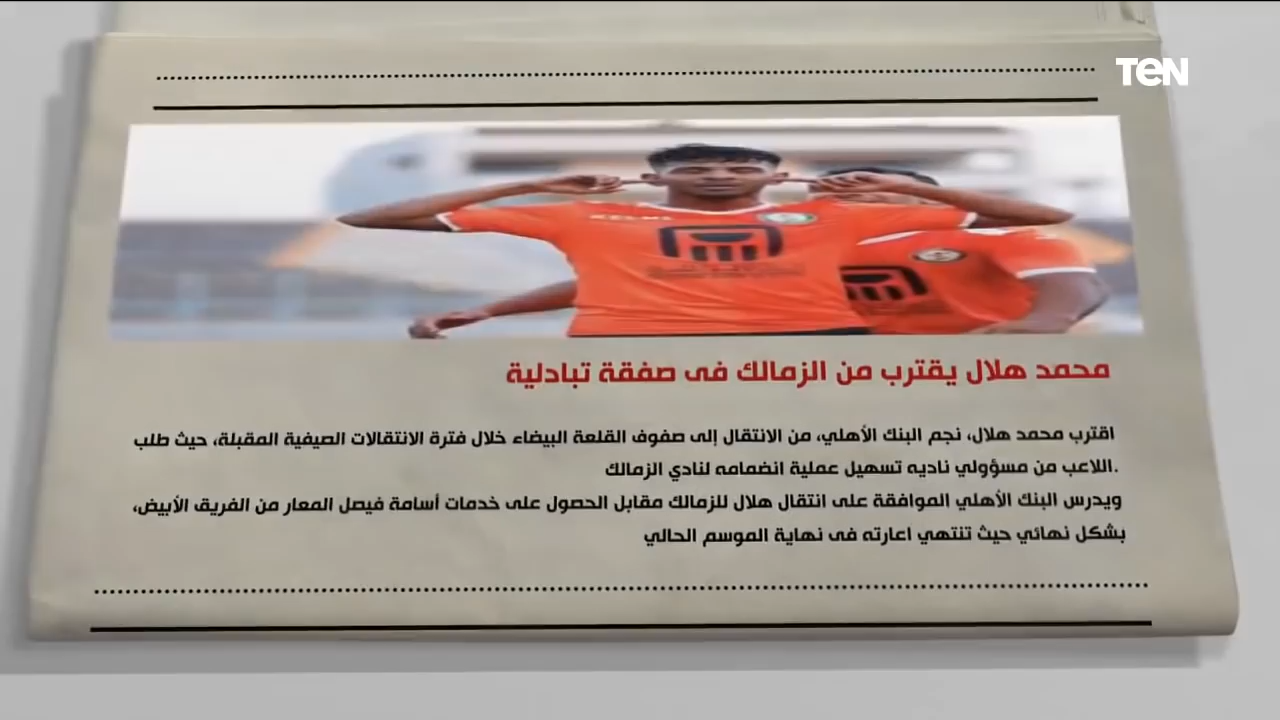 TEN
KELME
محمد هلال يقترب من الزمالك فى صفقة تبادلية
اقترب محمد هلال، نجم البنك الأهلي، من الانتقال إلى صفوف القلعة البيضاء خلال فترة الانتقالات الصيفية المقبلة، حيث طلب
.اللاعب من مسؤولي ناديه تسهيل عملية انضمامه لنادي الزمالك
ويدرس البنك الأهلي الموافقة على انتقال هلال للزمالك مقابل الحصول على خدمات أسامة فيصل المعار من الفريق الأبيض،
بشكل نهائي حيث تنتهي اعارته فى نهاية الموسم الحالي